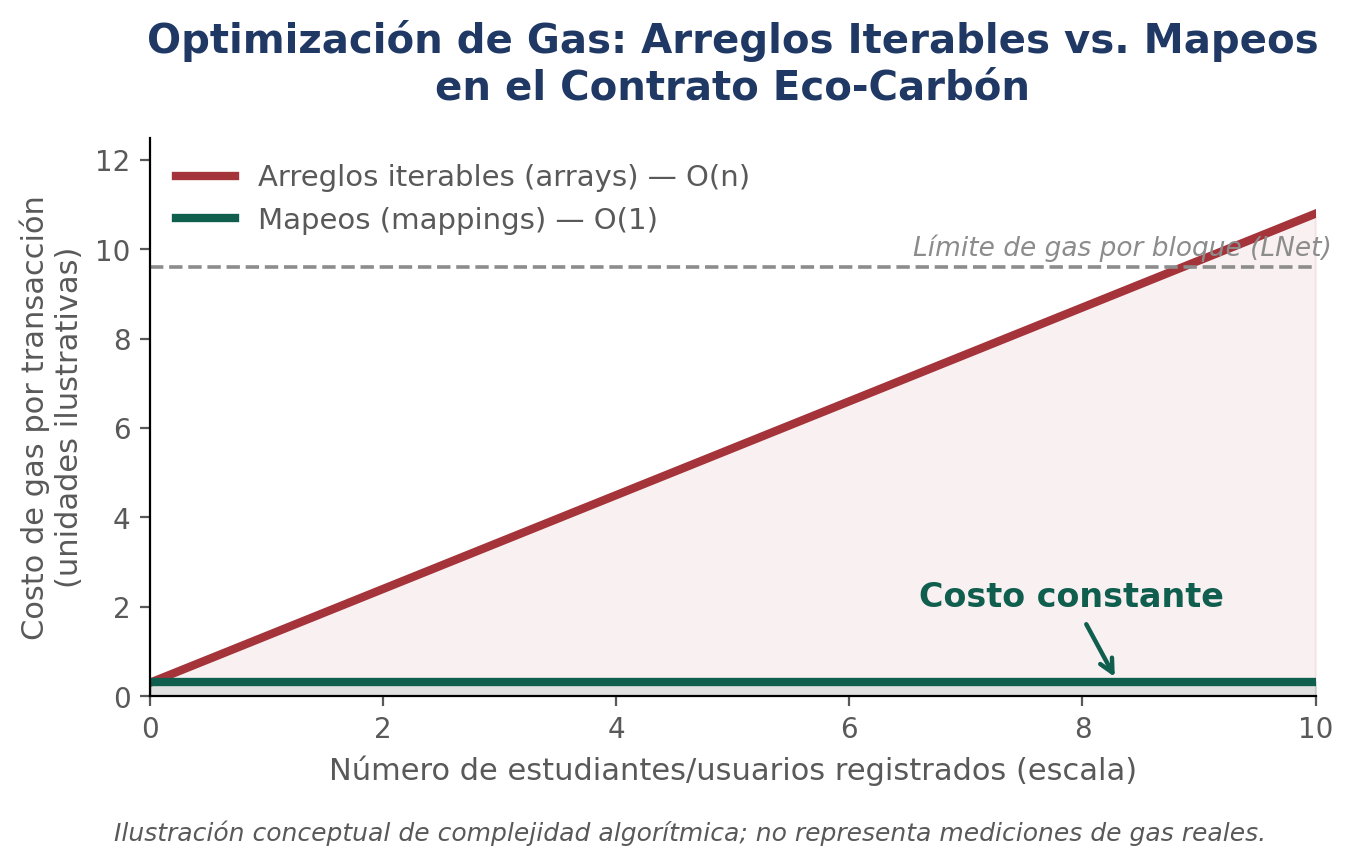 Optimización de Gas: Arreglos Iterables vs. Mapeos
en el Contrato Eco-Carbón
Costo de gas por transacción
(unidades ilustrativas)
12
10
8
6
4
2
0
Arreglos iterables (arrays) — O(n)
Mapeos (mappings) — O(1)
Límite de gas por bloque (LNet)
Costo constante
0 2 4 6 8 10
Número de estudiantes/usuarios registrados (escala)
Ilustración conceptual de complejidad algorítmica; no representa mediciones de gas reales.